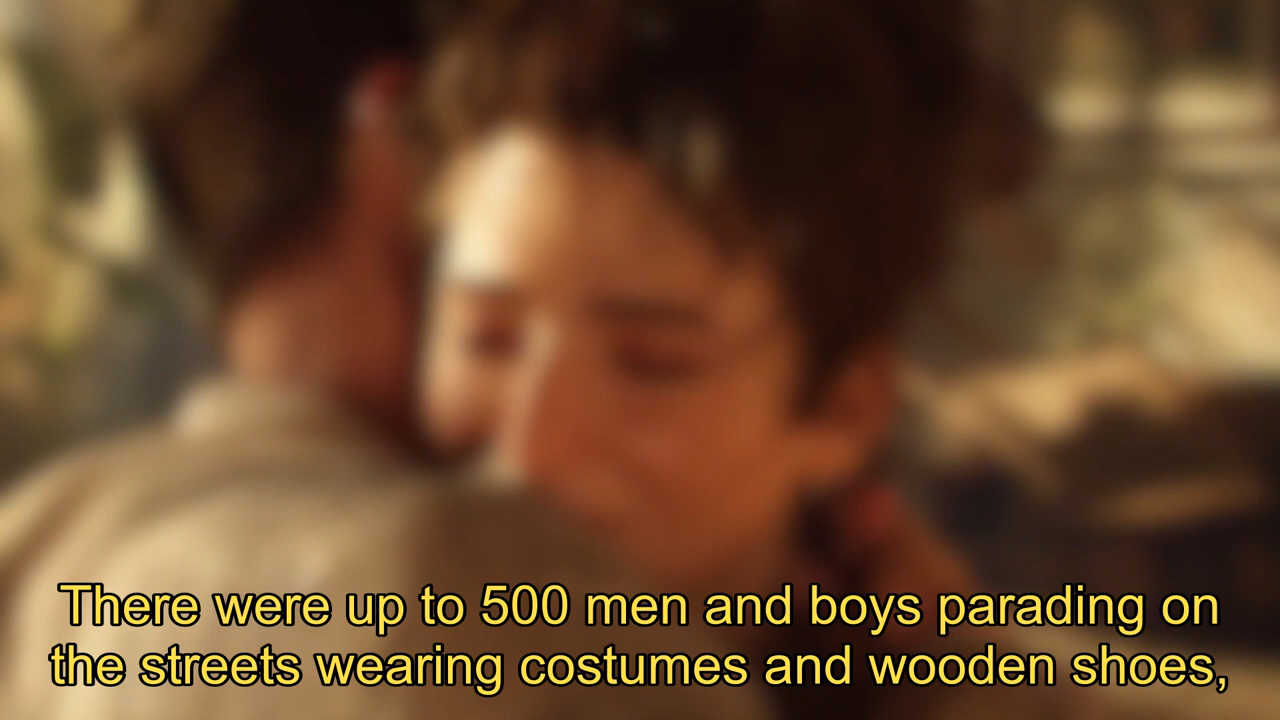 There were up to 500 men and boys parading on
the streets wearing costumes and wooden shoes,